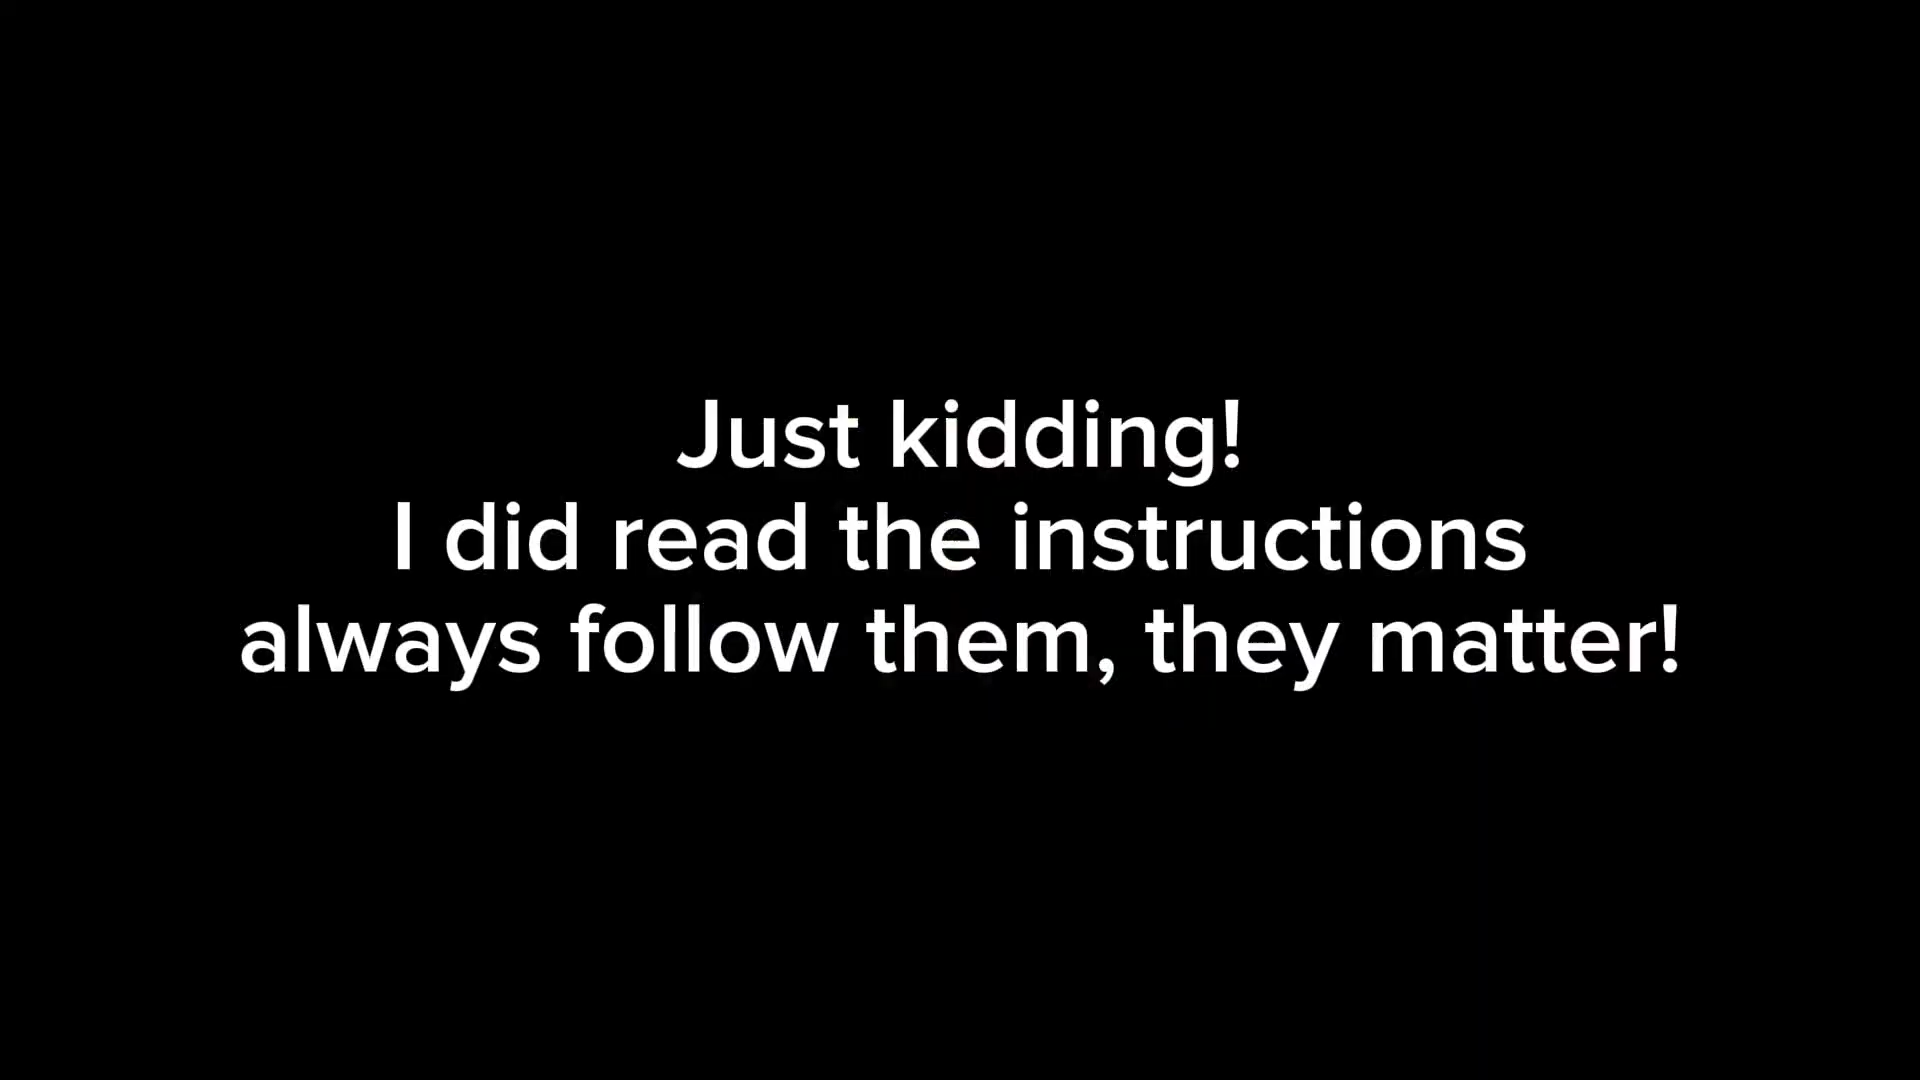 Just kidding!
I did read the instructions
always follow them, they matter!